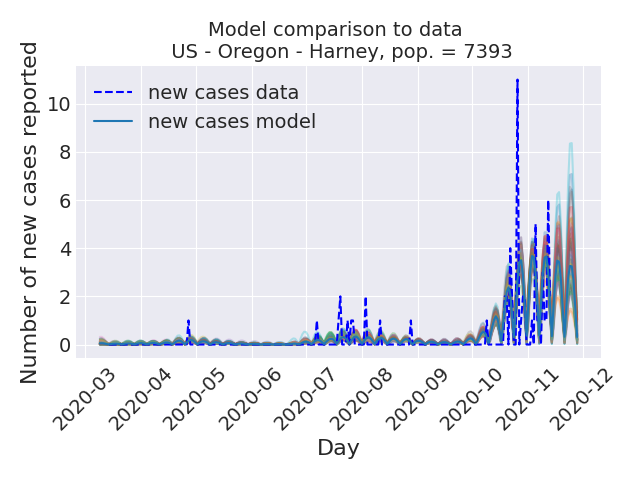 Model comparison to data
US - Oregon - Harney, pop. = 7393
Number of new cases reported
10
8
6
4
2
0
new cases data
new cases model
2020-03
2020-04
2020-05
2020-06
2020-07
2020-08
2020-09
2020-10
2020-11
2020-12
Day